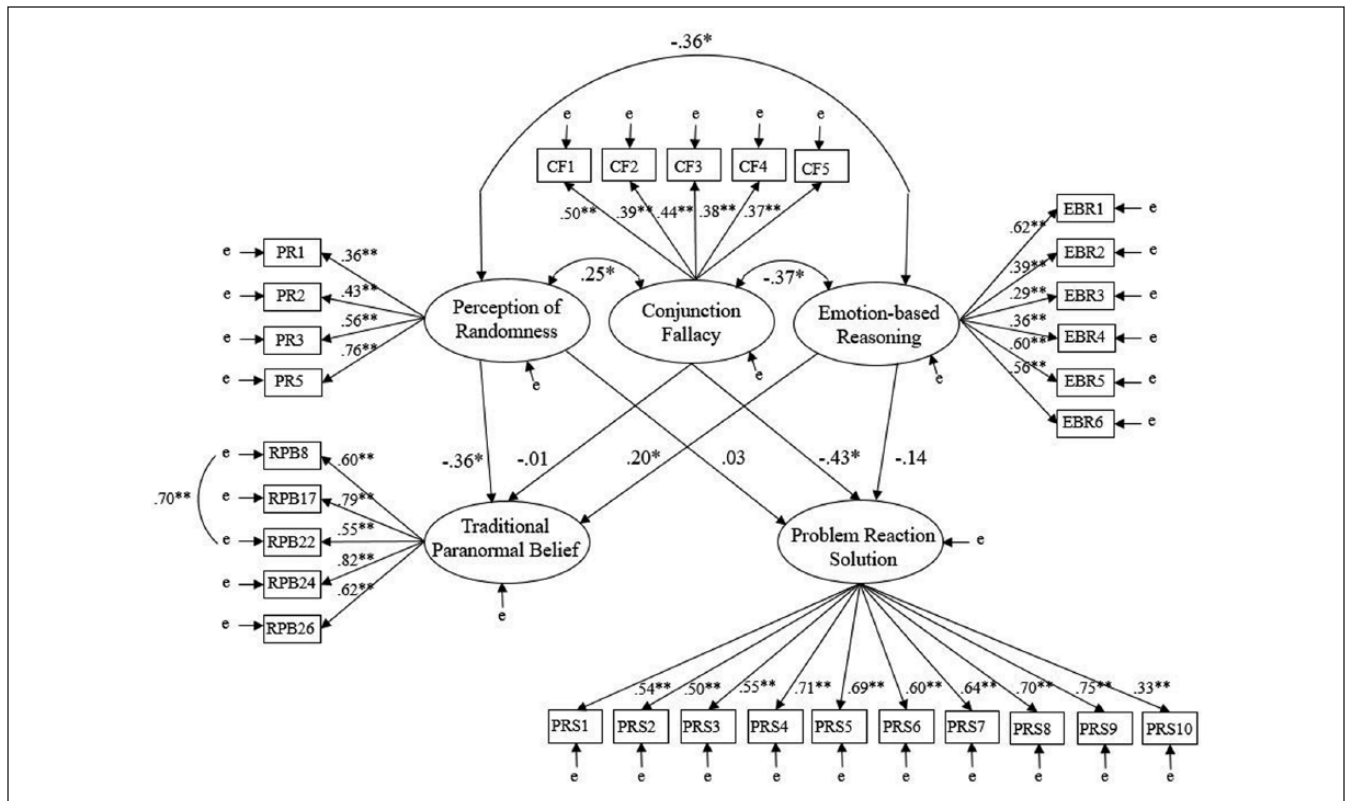 -.36*
e e e e e
CF1 CF2 CF3 CF4 CF5
.50** .39** .44** .38** .37**
e PR1 .36**
e PR2 .43**
e PR3 .56**
e PR5 .76**
.25*
-.37*
Perception of
Randomness
e
Conjunction
Fallacy
e
Emotion-based
Reasoning
e
.62** EBR1 e
.39** EBR2 e
.29** EBR3 e
.36** EBR4 e
.60** EBR5 e
.56** EBR6 e
-.36* -.01 .20* .03 -.43* -.14
.70**
e RPB8 .60**
e RPB17 .79**
e RPB22 .55**
e RPB24 .82**
e RPB26 .62**
Traditional
Paranormal Belief
e
Problem Reaction
Solution
e
.54** .50** .55** .71** .69** .60** .64** .70** .75** .33**
PRS1 PRS2 PRS3 PRS4 PRS5 PRS6 PRS7 PRS8 PRS9 PRS10
e e e e e e e e e e